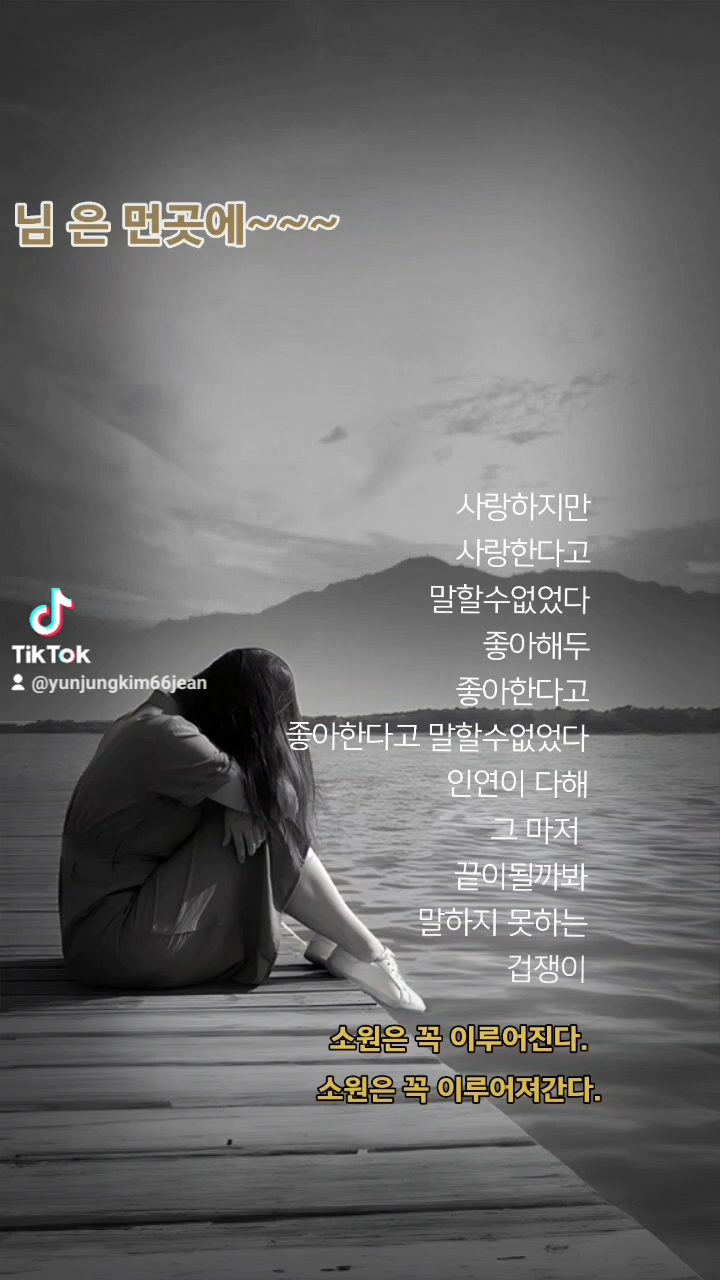 님 은 먼곳에~~~
사랑하지만
사랑한다고
말할수없었다
좋아해두
좋아한다고
좋아한다고 말할수없었다
인연이 다해
그 마저
끝이될까봐
말하지 못하는
겁쟁이
소원은 꼭 이루어진다.
소원은 꼭 이루어져간다.
TikTok
@yunjungkim66jean